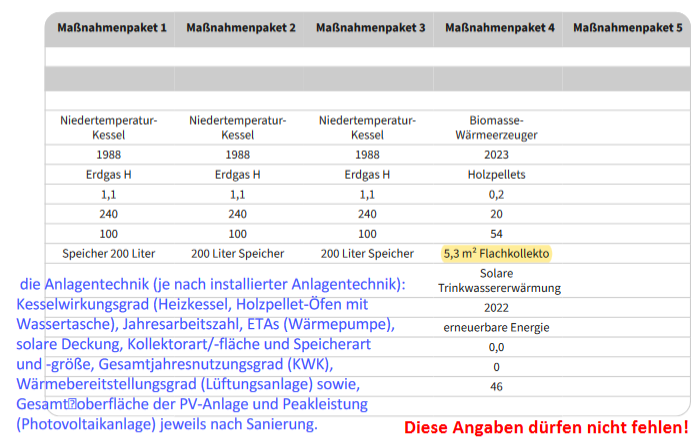 Maßnahmenpaket 1 Maßnahmenpaket 2 Maßnahmenpaket 3 Maßnahmenpaket 4 Maßnahmenpaket 5
Niedertemperatur- Niedertemperatur- Niedertemperatur- Biomasse-
Kessel Kessel Kessel Wärmeerzeuger
1988 1988 1988 2023
Erdgas H Erdgas H Erdgas H Holzpellets
1,1 1,1 1,1 0,2
240 240 240 20
100 100 100 54
Speicher 200 Liter 200 Liter Speicher 200 Liter Speicher 5,3 m² Flachkollekto
Solare
Trinkwassererwärmung
2022
erneuerbare Energie
0,0
0
46
die Anlagentechnik (je nach installierter Anlagentechnik):
Kesselwirkungsgrad (Heizkessel, Holzpellet-Öfen mit
Wassertasche), Jahresarbeitszahl, ETAs (Wärmepumpe),
solare Deckung, Kollektorart/-fläche und Speicherart
und -größe, Gesamtjahresnutzungsgrad (KWK),
Wärmebereitstellungsgrad (Lüftungsanlage) sowie,
Gesamt⍰oberfläche der PV-Anlage und Peakleistung
(Photovoltaikanlage) jeweils nach Sanierung.
Diese Angaben dürfen nicht fehlen!